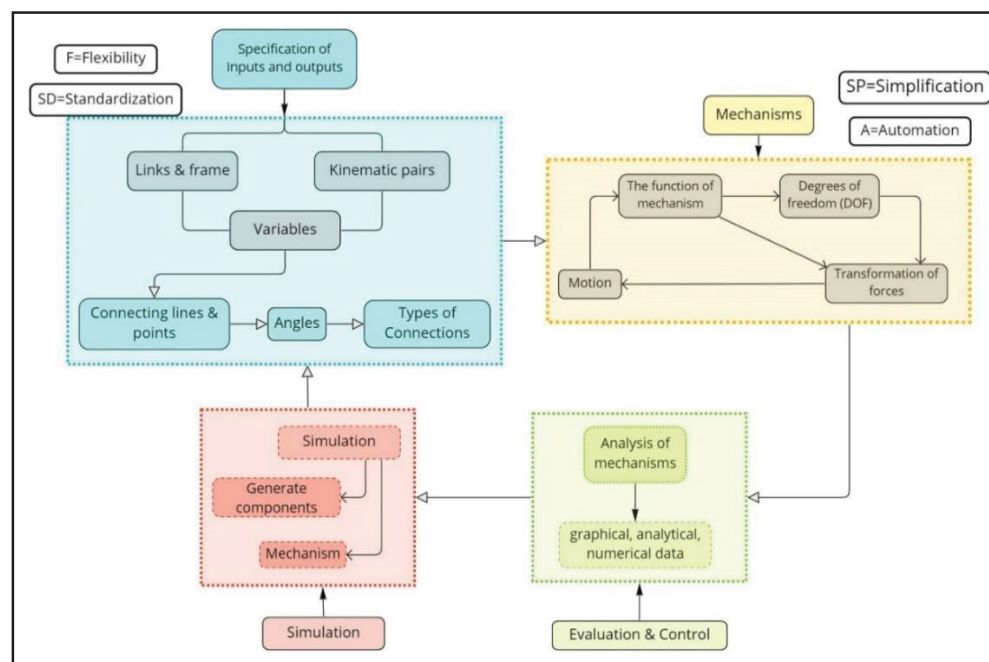 F=Flexibility
SD=Standardization
Specification of
Inputs and outputs
SP=Simplification
A=Automation
Mechanisms
Links & frame
Kinematic pairs
Variables
Connecting lines &
points
Angles
Types of
Connections
The function of
mechanism
Degrees of
freedom (DOF)
Motion
Transformation of
forces
Simulation
Generate
components
Mechanism
Simulation
Analysis of
mechanisms
graphical, analytical,
numerical data
Evaluation & Control